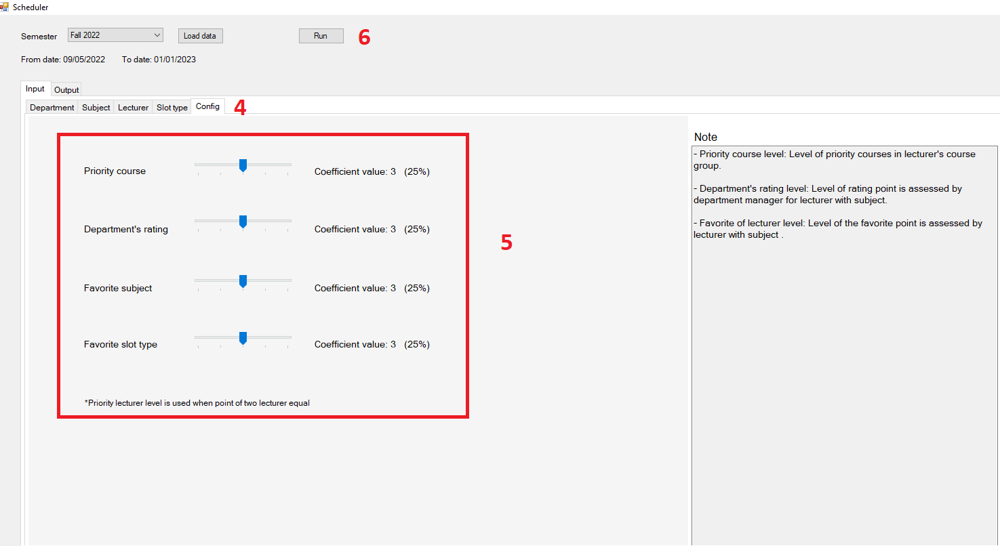 Scheduler
Semester Fall 2022 Load data Run 6
From date: 09/05/2022 To date: 01/01/2023
Input Output
Department Subject Lecturer Slot type Config 4
Priority course Coefficient value: 3 (25%)
Department's rating Coefficient value: 3 (25%)
5
Favorite subject Coefficient value: 3 (25%)
Favorite slot type Coefficient value: 3 (25%)
*Priority lecturer level is used when point of two lecturer equal
Note
- Priority course level: Level of priority courses in lecturer's course
group.
- Department's rating level: Level of rating point is assessed by
department manager for lecturer with subject.
- Favorite of lecturer level: Level of the favorite point is assessed by
lecturer with subject .